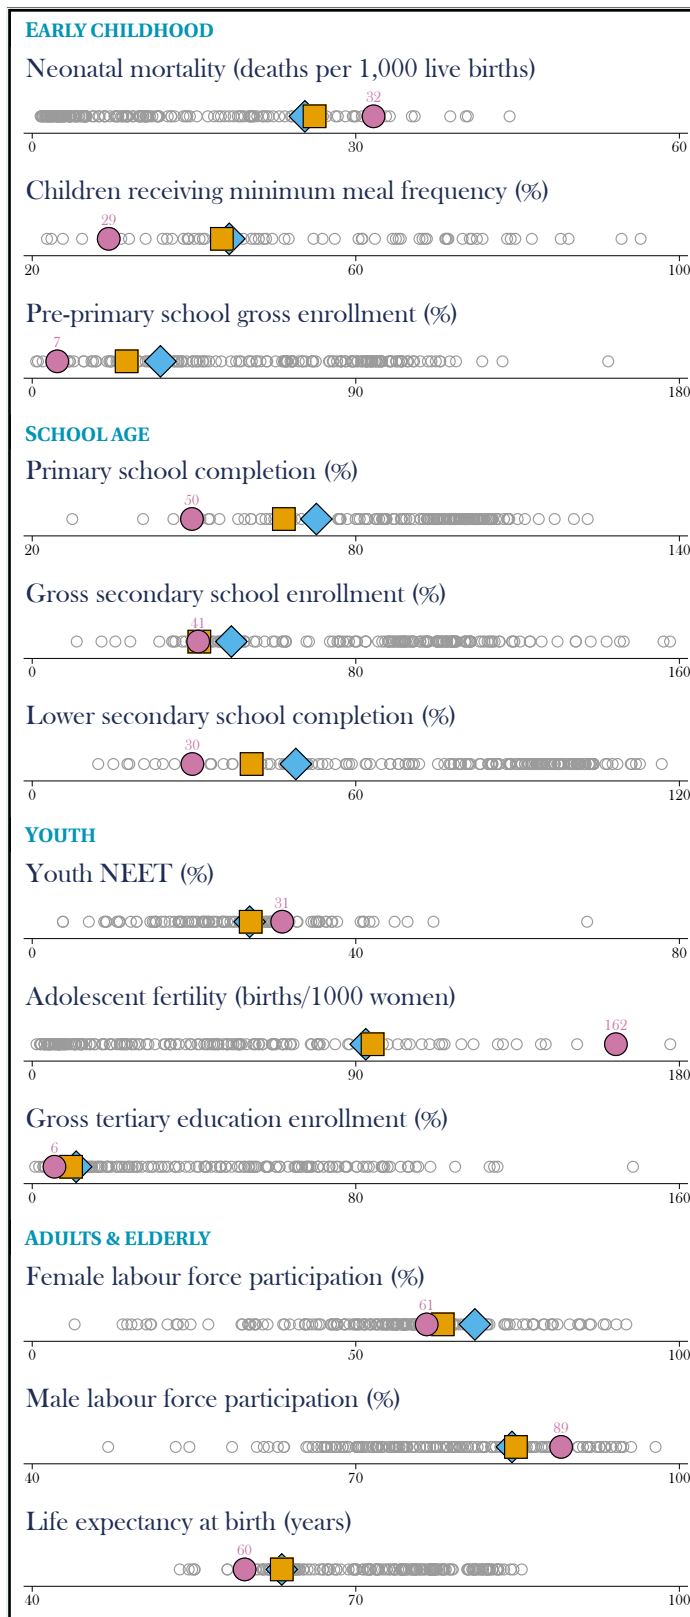 EARLY CHILDHOOD
Neonatal mortality (deaths per 1,000 live births)
32
0 30 60
Children receiving minimum meal frequency (%)
29
20 60 100
Pre-primary school gross enrollment (%)
7
0 90 180
SCHOOL AGE
Primary school completion (%)
50
20 80 140
Gross secondary school enrollment (%)
41
0 80 160
Lower secondary school completion (%)
30
0 60 120
YOUTH
Youth NEET (%)
31
0 40 80
Adolescent fertility (births/1000 women)
162
0 90 180
Gross tertiary education enrollment (%)
6
0 80 160
ADULTS & ELDERLY
Female labour force participation (%)
61
0 50 100
Male labour force participation (%)
89
40 70 100
Life expectancy at birth (years)
60
40 70 100